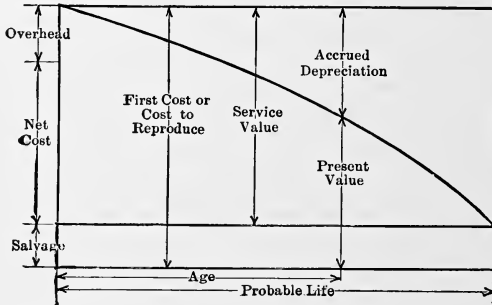 Overhead
Net
Cost
Salvage
First Cost or
Cost to
Reproduce
Service
Value
Accrued
Depreciation
Present
Value
Age
Probable Life